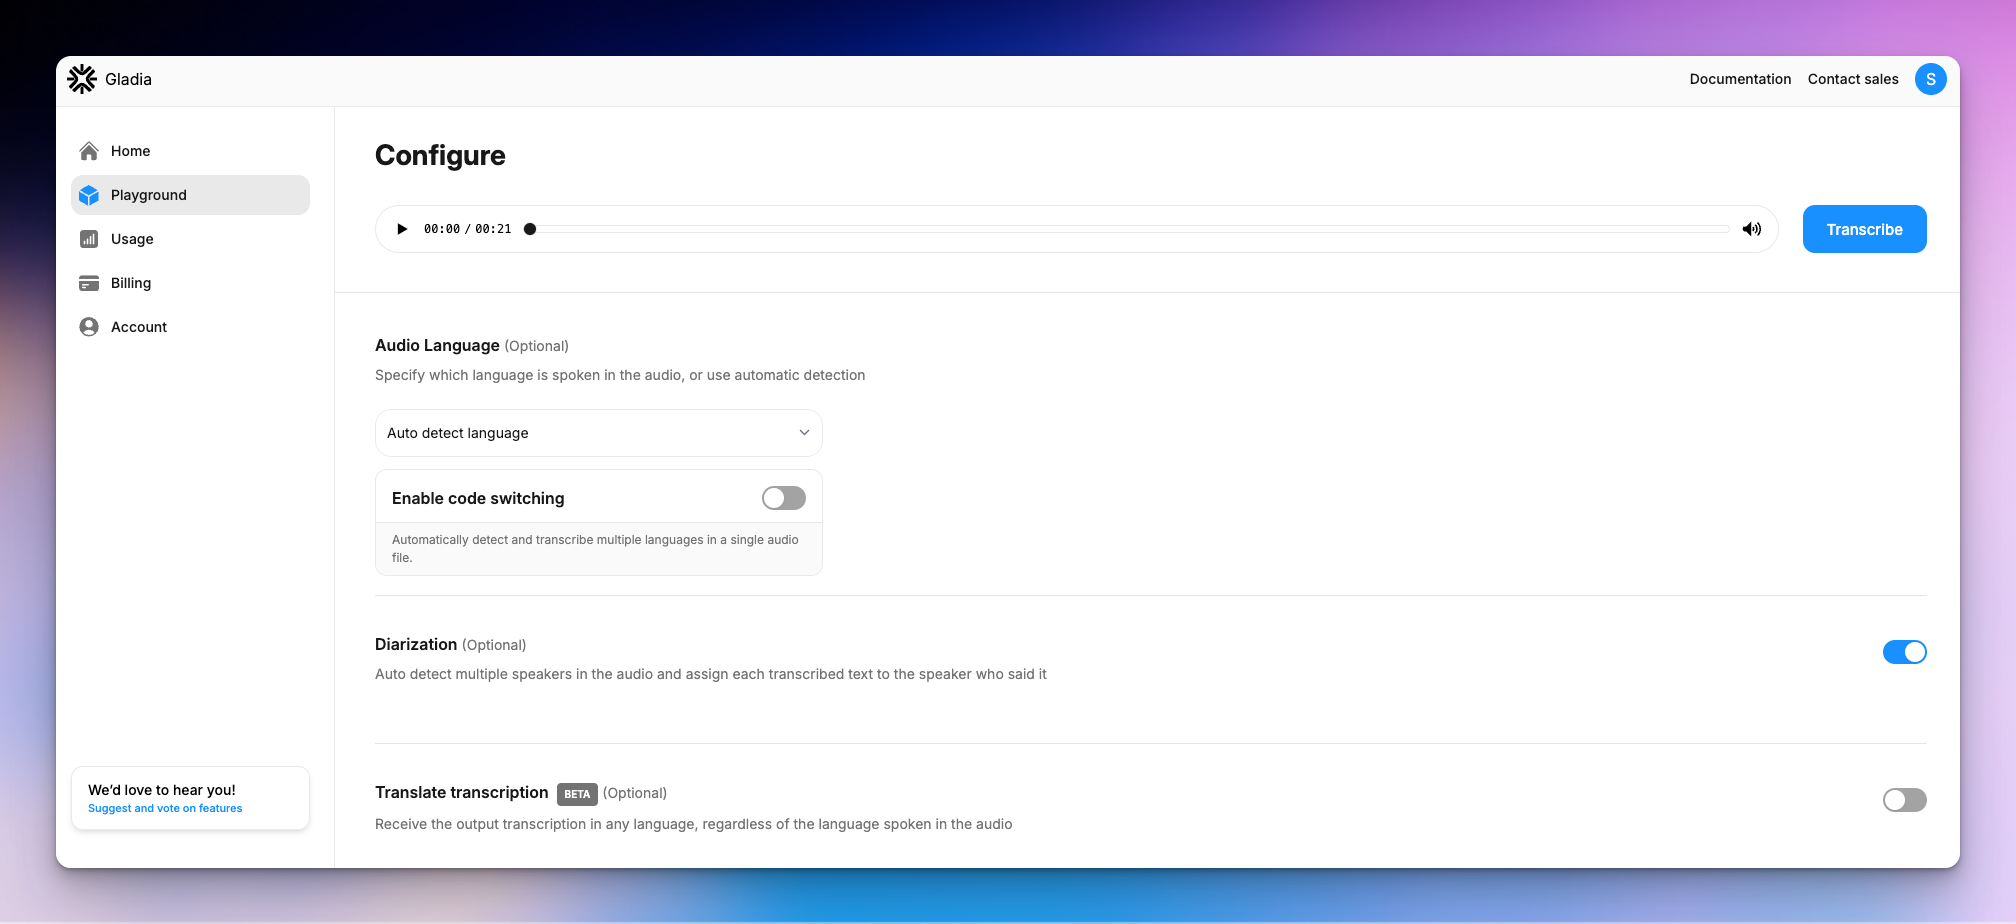 Gladia
Documentation
Contact sales
S
Home
Playground
Usage
Billing
Account
We'd love to hear you!
Suggest and vote on features
Configure
00:00 / 00:21
Transcribe
Audio Language (Optional)
Specify which language is spoken in the audio, or use automatic detection
Auto detect language
Enable code switching
Automatically detect and transcribe multiple languages in a single audio
file.
Diarization (Optional)
Auto detect multiple speakers in the audio and assign each transcribed text to the speaker who said it
Translate transcription BETA (Optional)
Receive the output transcription in any language, regardless of the language spoken in the audio